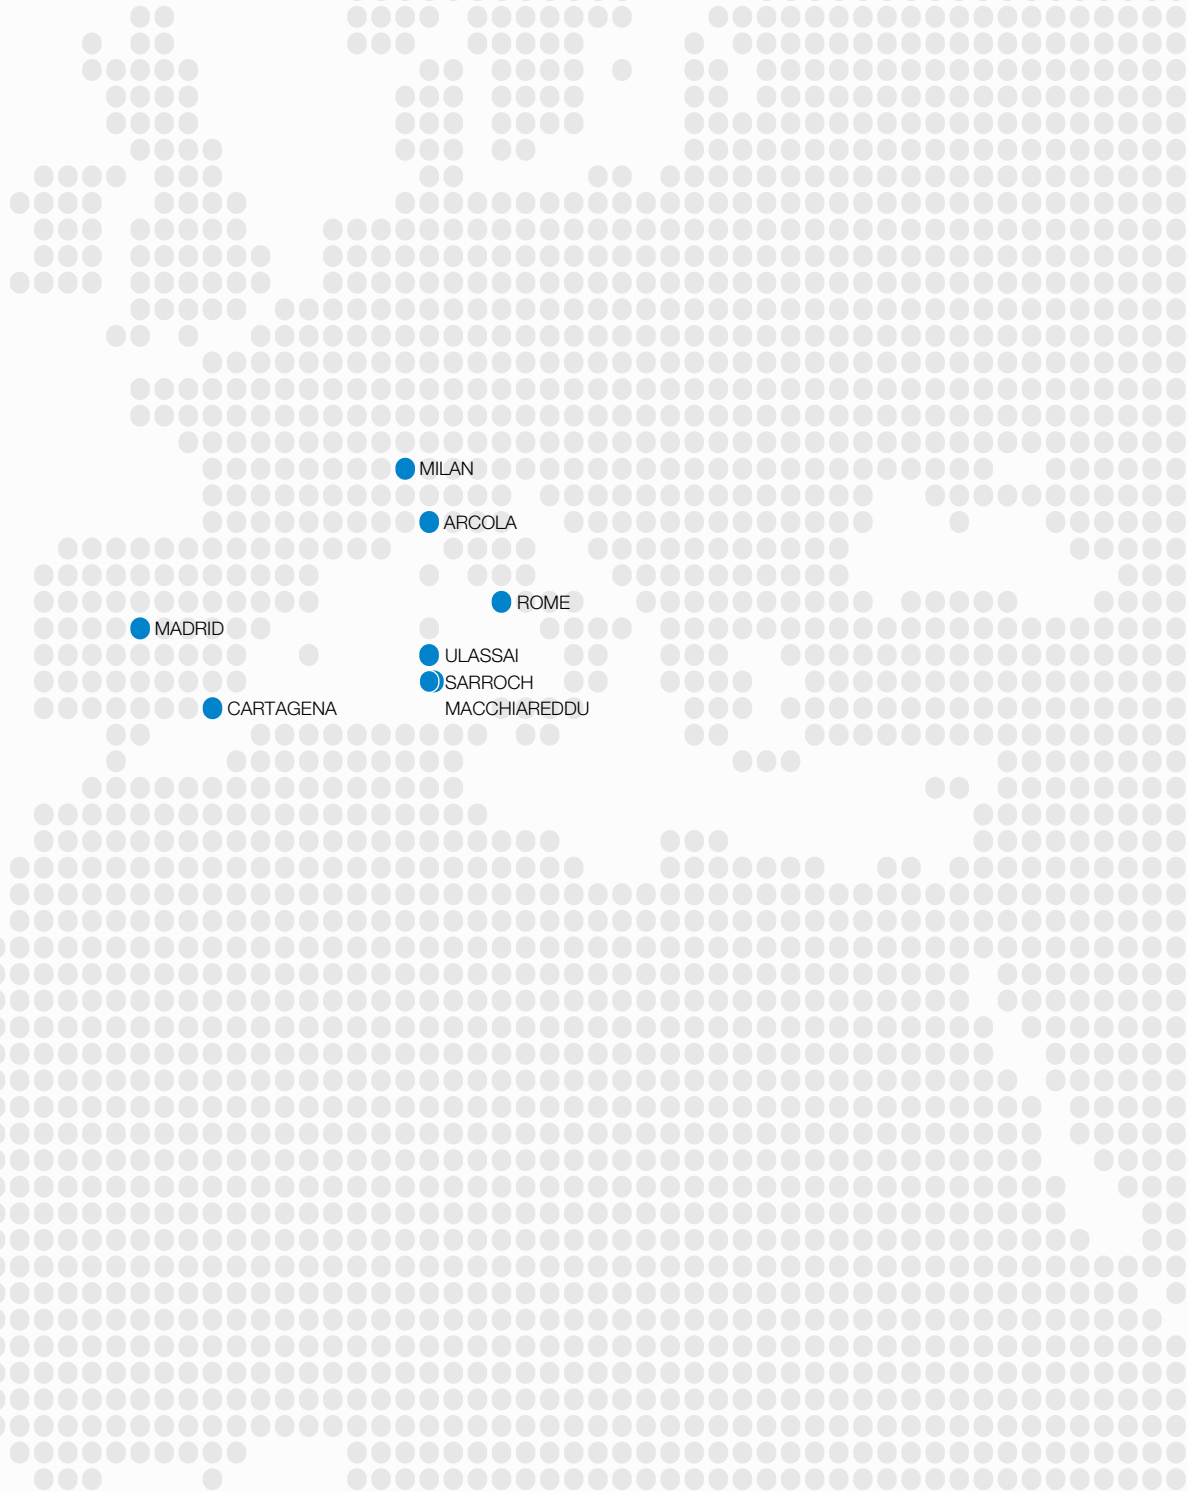 MILAN
ARCOLA
ROME
MADRID
ULASSAI
SARROCH
CARTAGENA
MACCHIAREDDU